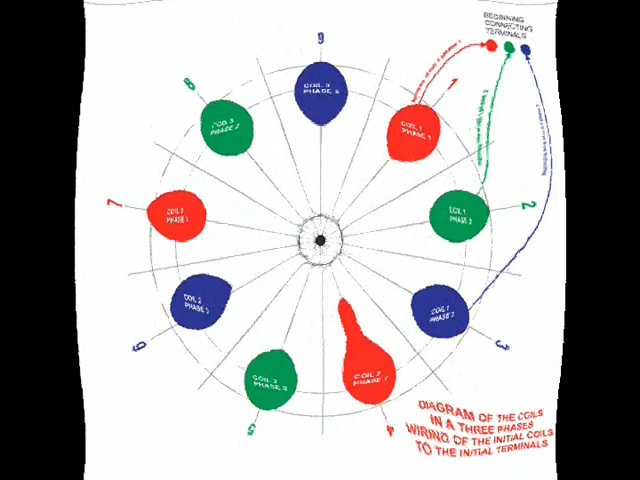 BEGINNING
CONNECTING
TERMINALS
9
8
1
COIL 3
PHASE 3
COIL 3
PHASE 2
COIL 1
PHASE 1
7
COIL 3
PHASE 1
COIL 1
PHASE 2
2
COIL 2
PHASE 3
COIL 1
PHASE 3
6
3
COIL 2
PHASE 2
COIL 2
PHASE 1
5
4
DIAGRAM OF THE COILS
IN A THREE PHASES
WIRING OF THE INITIAL COILS
TO THE INITIAL TERMINALS